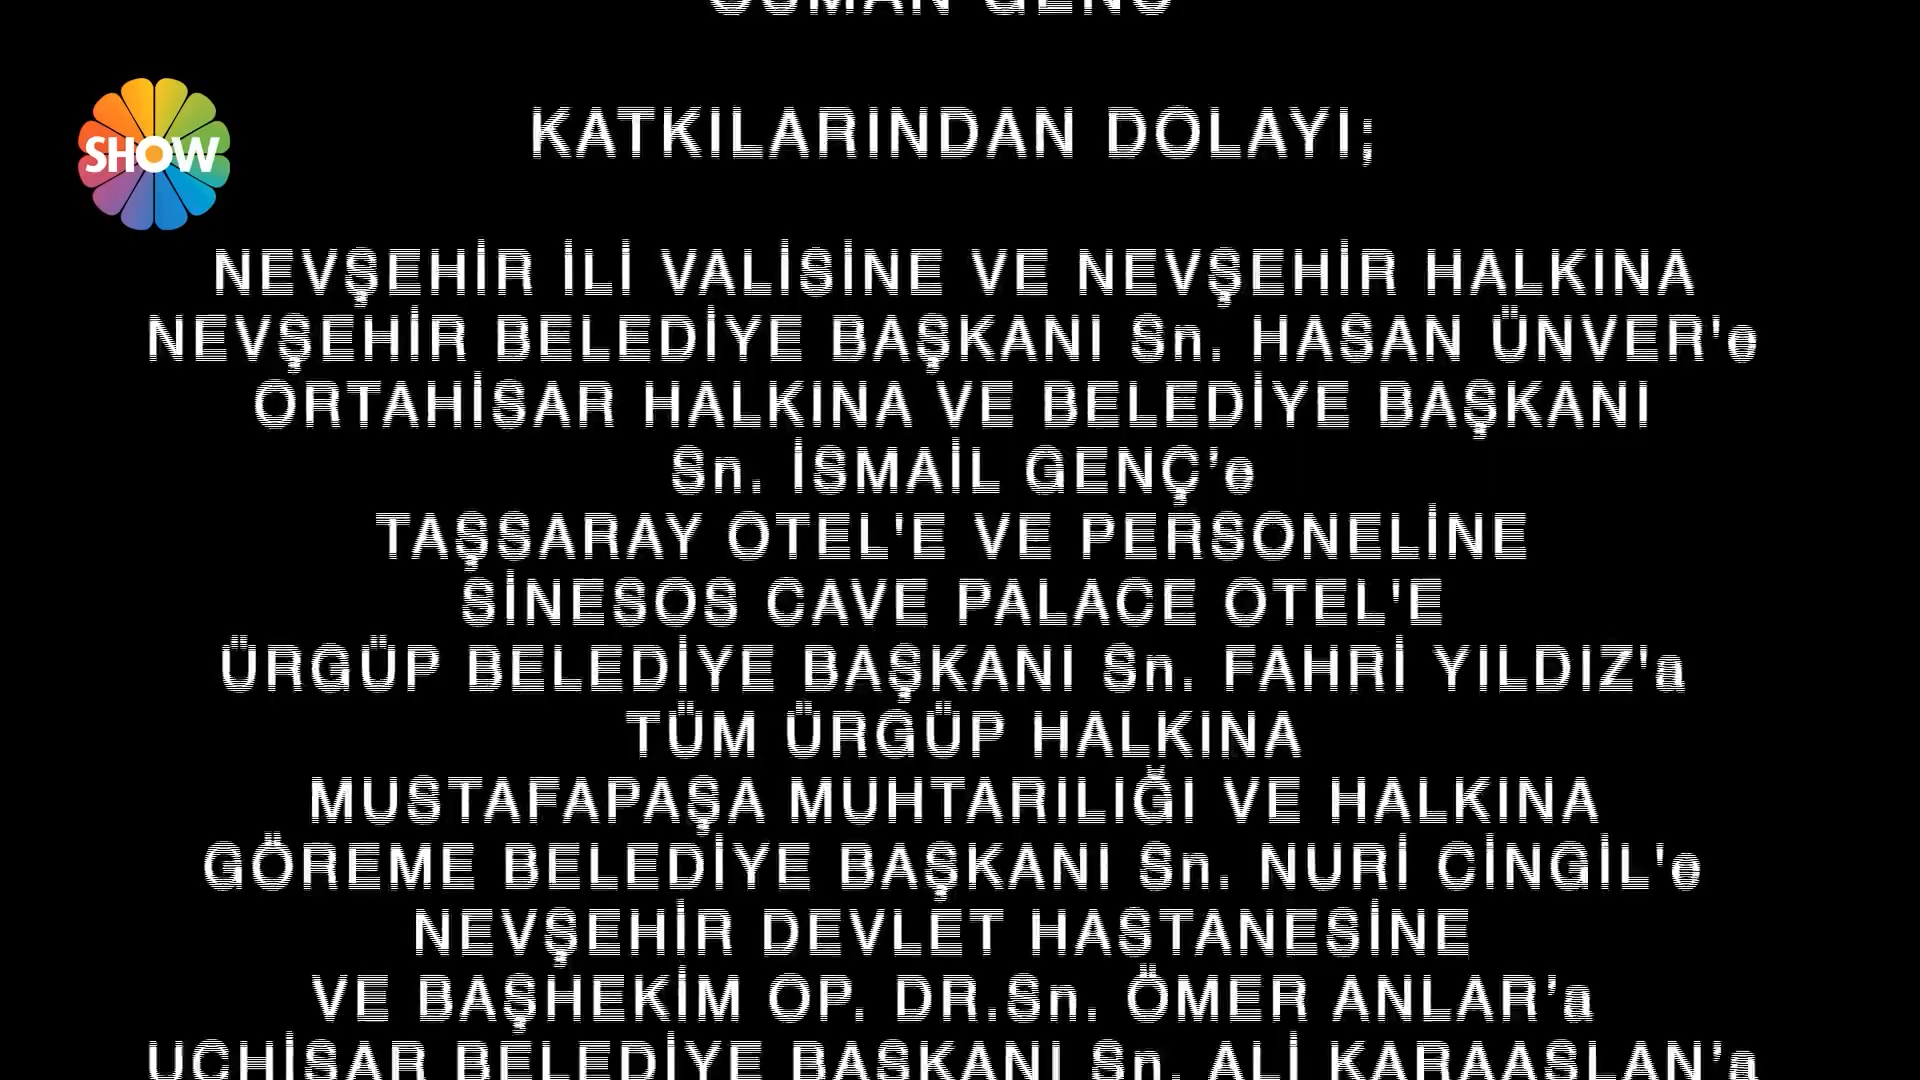 OSMAN GENÇ
KATKILARINDAN DOLAYI;
SHOW
NEVŞEHİR İLİ VALİSİNE VE NEVŞEHİR HALKINA
NEVŞEHİR BELEDİYE BAŞKANI Sn. HASAN ÜNVER'e
ORTAHİSAR HALKINA VE BELEDİYE BAŞKANI
Sn. İSMAİL GENÇ'e
TAŞSARAY OTEL'E VE PERSONELİNE
SİNESOS CAVE PALACE OTEL'E
ÜRGÜP BELEDİYE BAŞKANI Sn. FAHRİ YILDIZ'a
TÜM ÜRGÜP HALKINA
MUSTAFAPAŞA MUHTARILIĞI VE HALKINA
GÖREME BELEDİYE BAŞKANI Sn. NURİ CİNGİL'e
NEVŞEHİR DEVLET HASTANESİNE
VE BAŞHEKİM OP. DR.Sn. ÖMER ANLAR'a
UÇHİSAR BELEDİYE BAŞKANI Sn. ALİ KARAASLAN'a